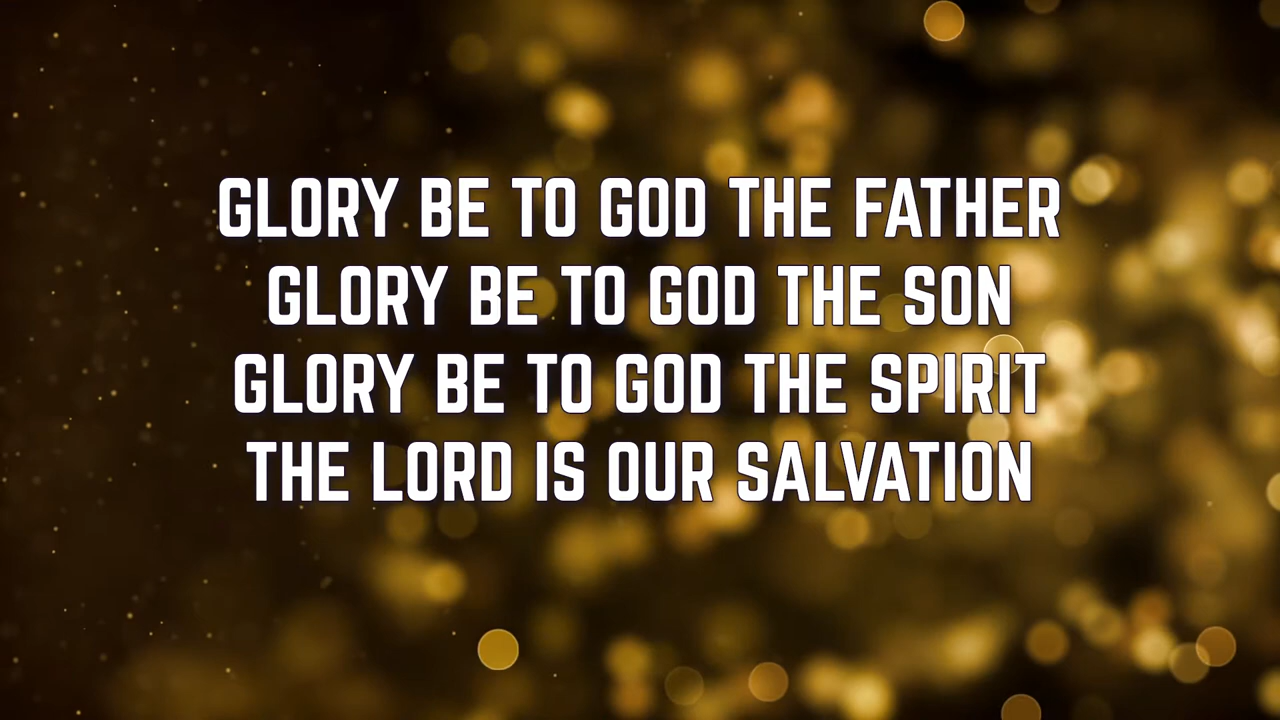 GLORY BE TO GOD THE FATHER
GLORY BE TO GOD THE SON
GLORY BE TO GOD THE SPIRIT
THE LORD IS OUR SALVATION